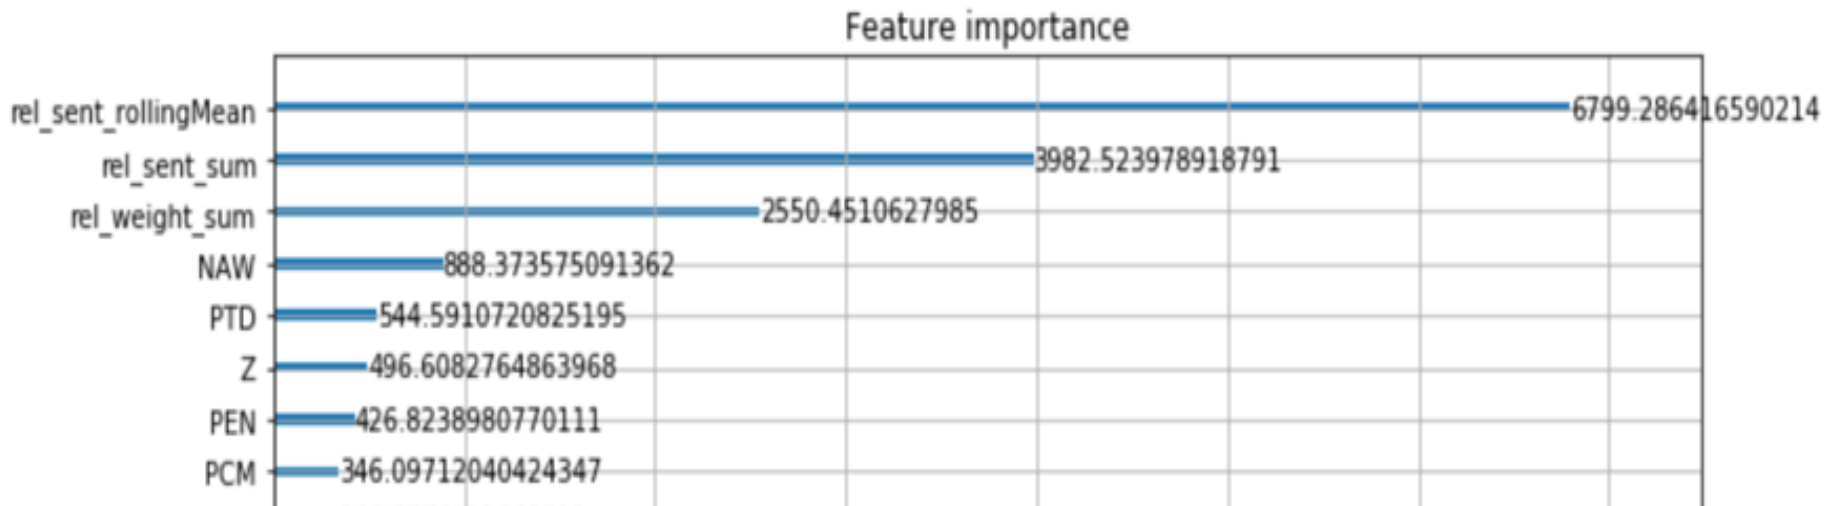 Feature importance
rel_sent_rollingMean 6799.286416590214
rel_sent_sum 3982.523978918791
rel_weight_sum 2550.4510627985
NAW 888.373575091362
PTD 544.5910720825195
Z 496.6082764863968
PEN 426.8238980770111
PCM 346.09712040424347